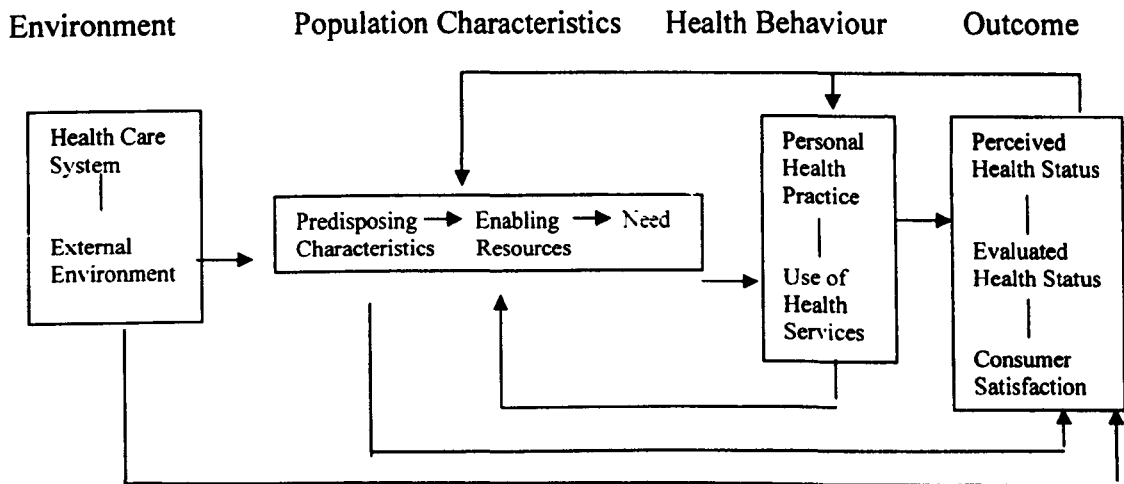 Environment
Population Characteristics
Health Behaviour
Outcome
Health Care
System
External
Environment
Predisposing
Characteristics
Enabling
Resources
Need
Personal
Health
Practice
Use of
Health
Services
Perceived
Health Status
Evaluated
Health Status
Consumer
Satisfaction